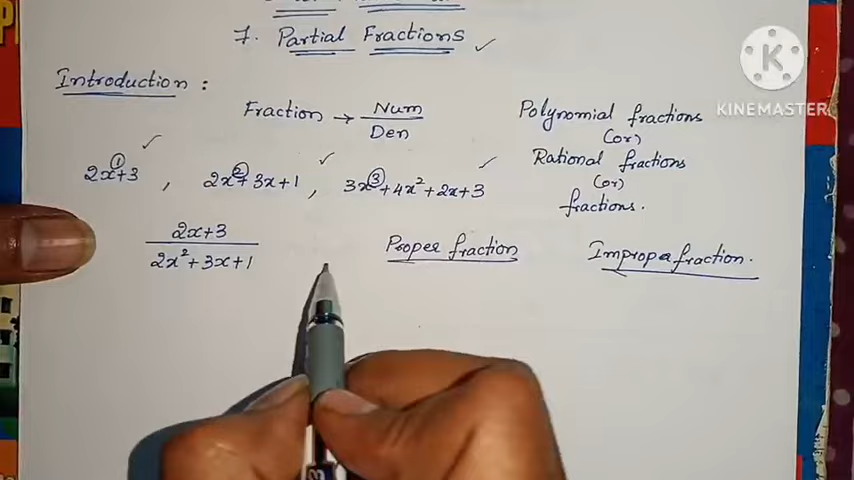 7. Partial Fractions ✓
Introduction :
Fraction → Num / Den
Polynomial fractions
(or)
Rational fractions
(or)
fractions.
2x¹+3 , 2x²+3x+1 , 3x³+4x²+2x+3
2x+3 / 2x²+3x+1
Proper fraction
Improper fraction.
K
KINEMASTER